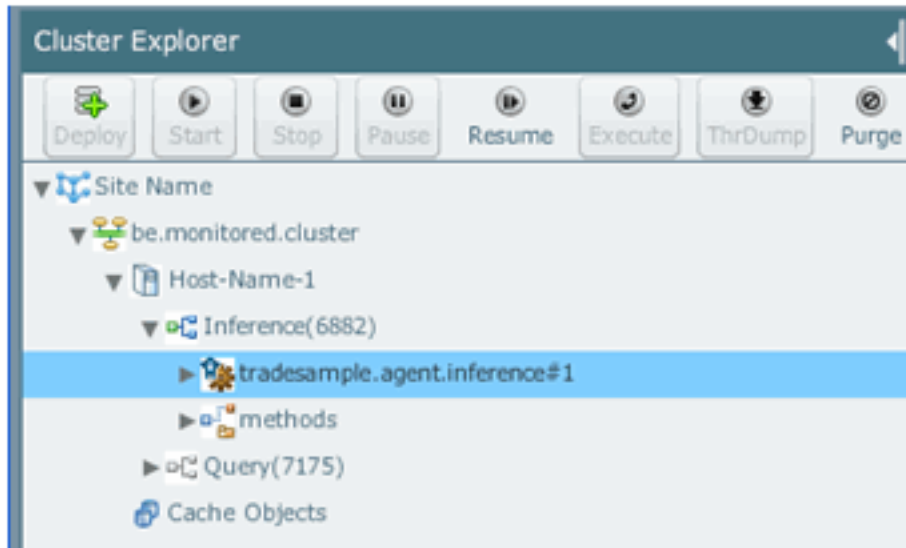 Cluster Explorer
Deploy Start Stop Pause Resume Execute ThrDump Purge
Site Name
be.monitored.cluster
Host-Name-1
Inference(6882)
tradesample.agent.inference#1
methods
Query(7175)
Cache Objects